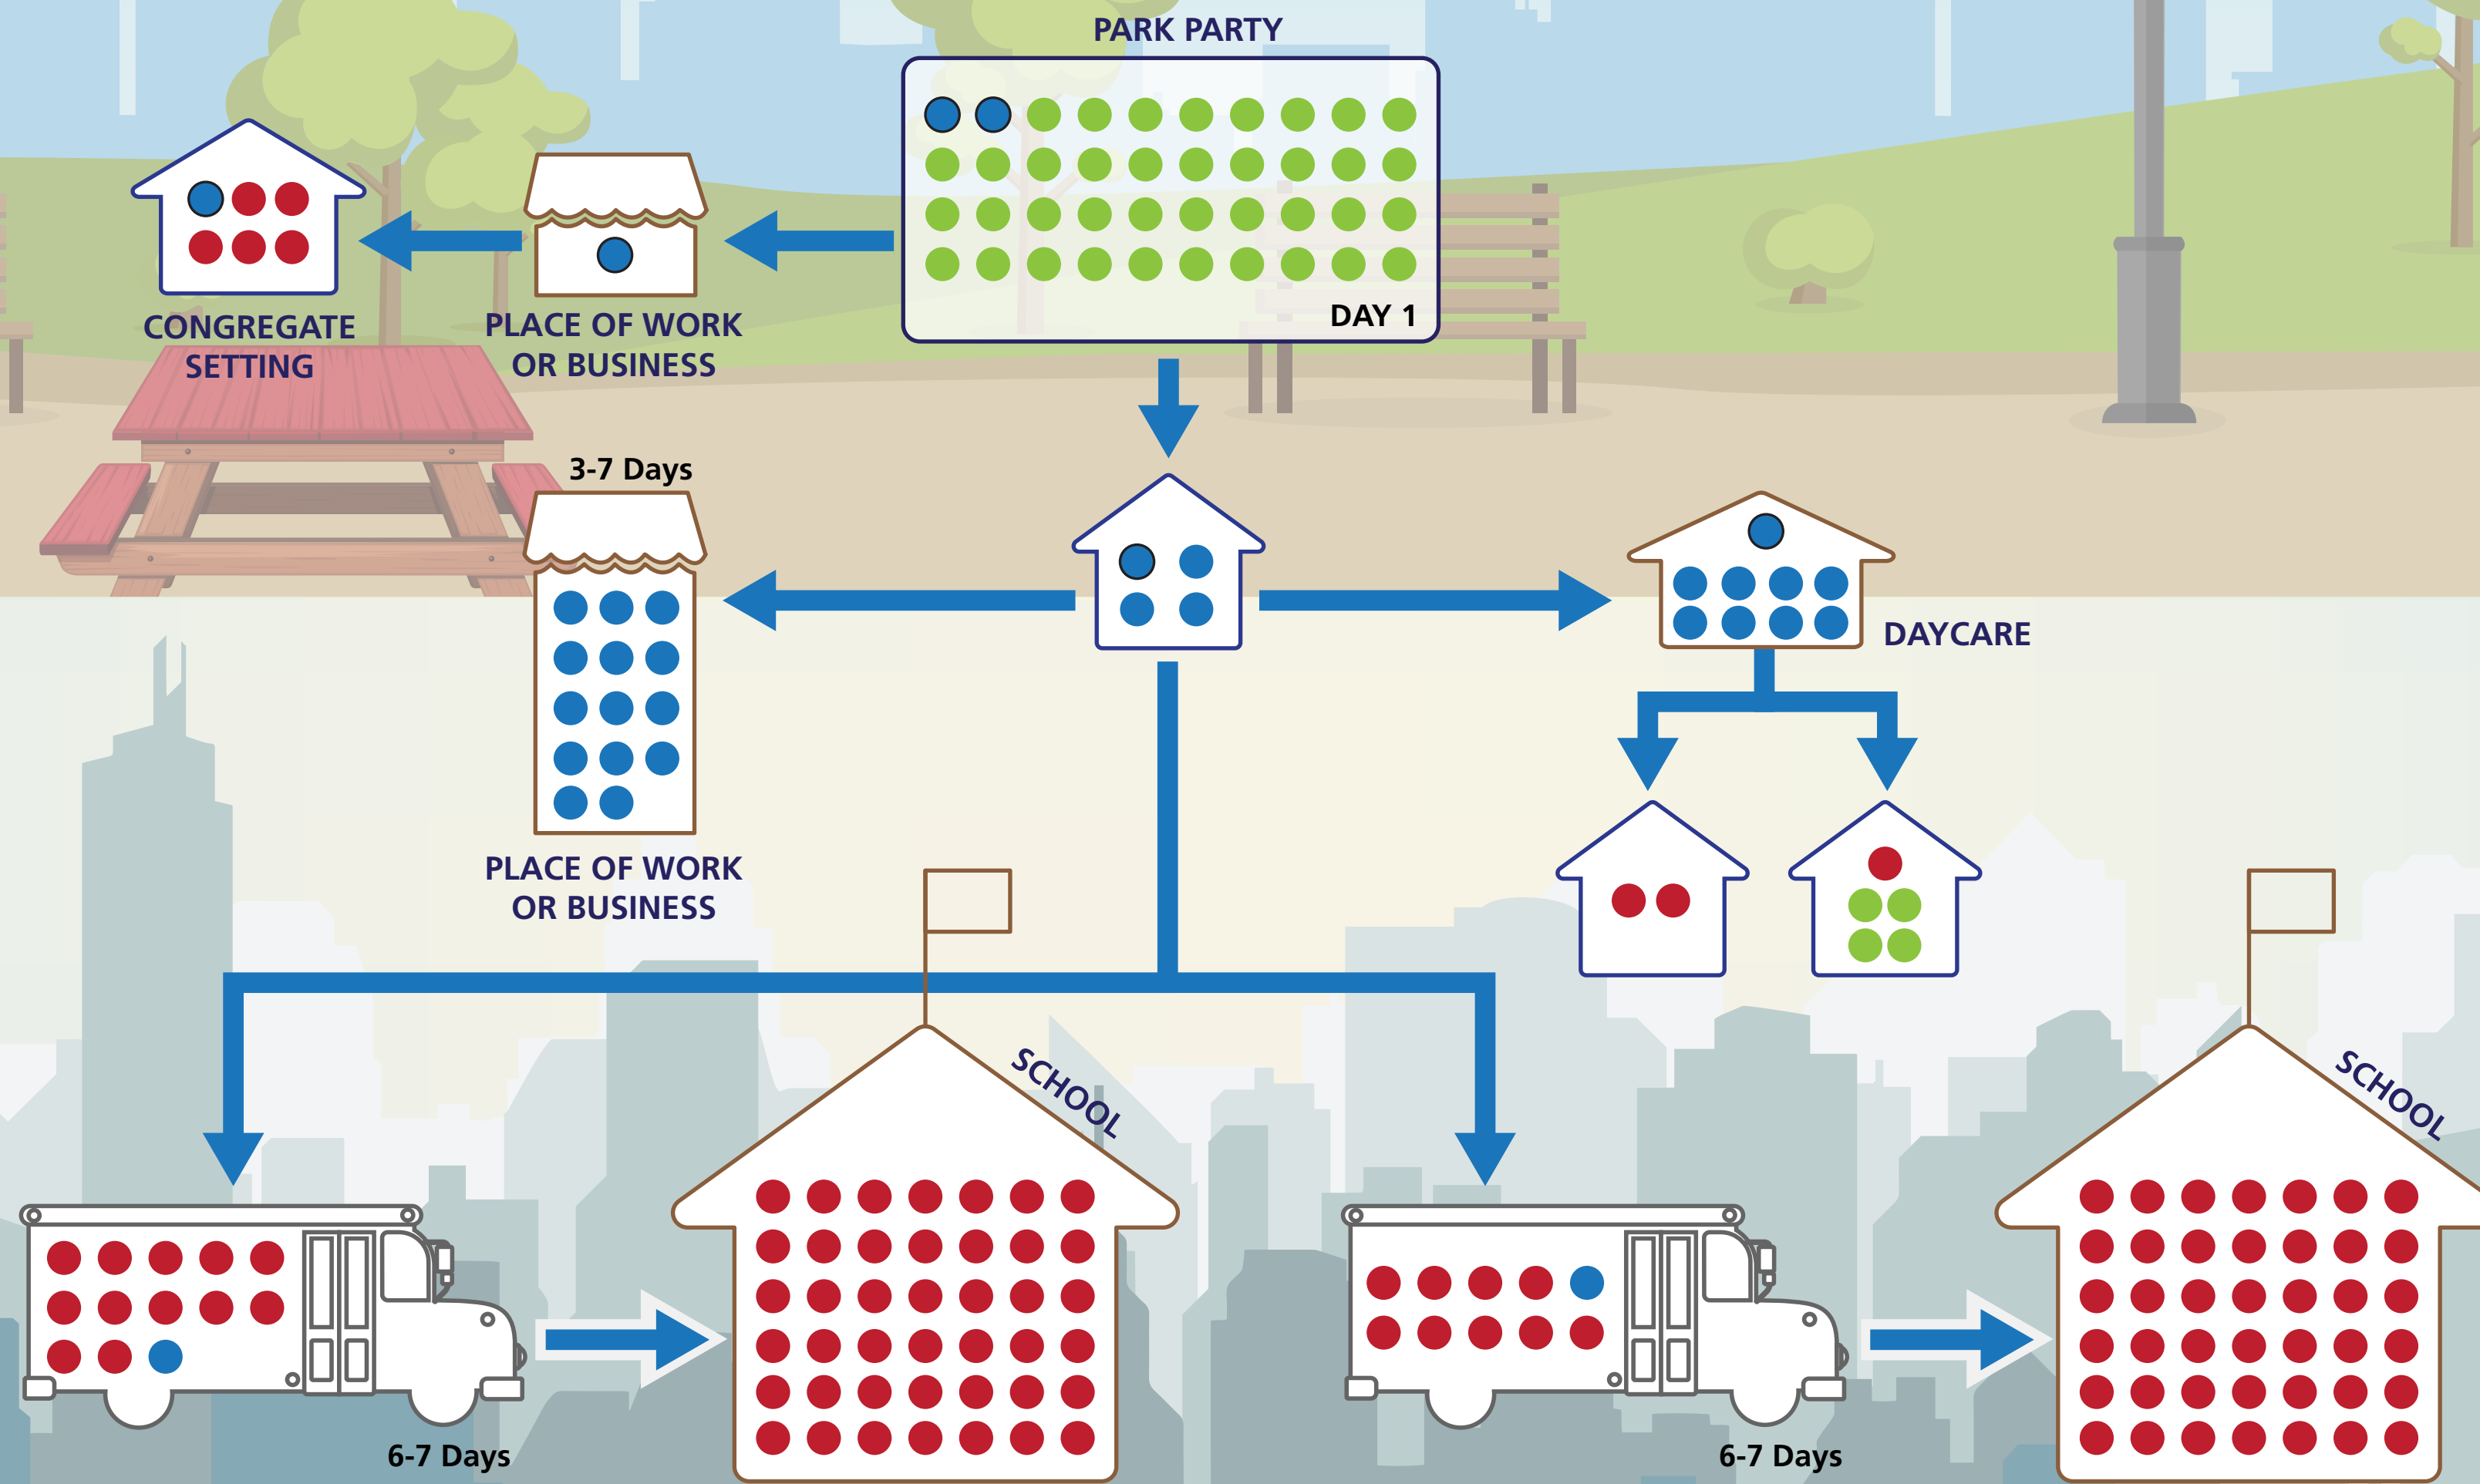 PARK PARTY
DAY 1
CONGREGATE
SETTING
PLACE OF WORK
OR BUSINESS
3-7 Days
PLACE OF WORK
OR BUSINESS
DAYCARE
SCHOOL
SCHOOL
6-7 Days
6-7 Days